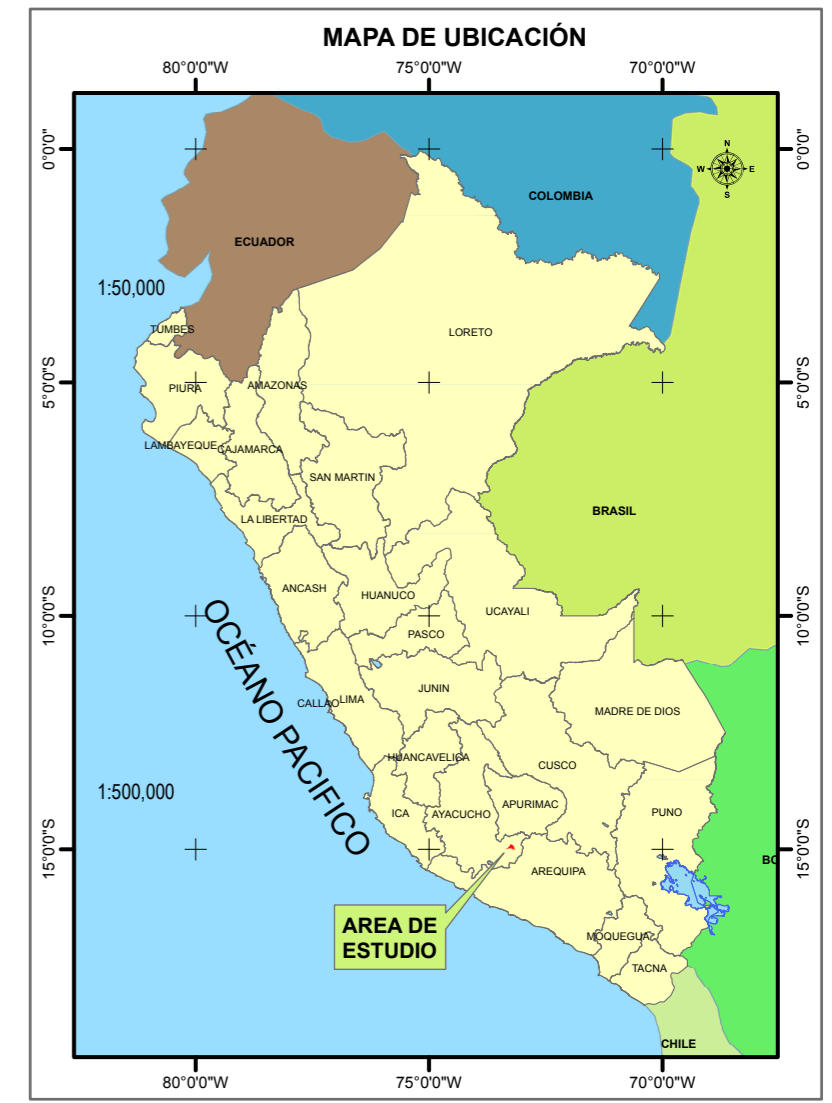 MAPA DE UBICACIÓN
80°0'0"W 75°0'0"W 70°0'0"W
0°0'0" 0°0'0"
N
W E
S
COLOMBIA
ECUADOR
1:50,000
TUMBES
LORETO
5°0'0"S 5°0'0"S
PIURA
AMAZONAS
LAMBAYEQUE
CAJAMARCA
SAN MARTIN
BRASIL
LA LIBERTAD
ANCASH
HUANUCO
UCAYALI
10°0'0"S 10°0'0"S
PASCO
OCÉANO PACIFICO
JUNIN
CALLAO
LIMA
MADRE DE DIOS
HUANCAVELICA
CUSCO
1:500,000
APURIMAC
ICA
AYACUCHO
PUNO
15°0'0"S 15°0'0"S
BO
AREQUIPA
AREA DE
ESTUDIO
MOQUEGUA
TACNA
CHILE
80°0'0"W 75°0'0"W 70°0'0"W